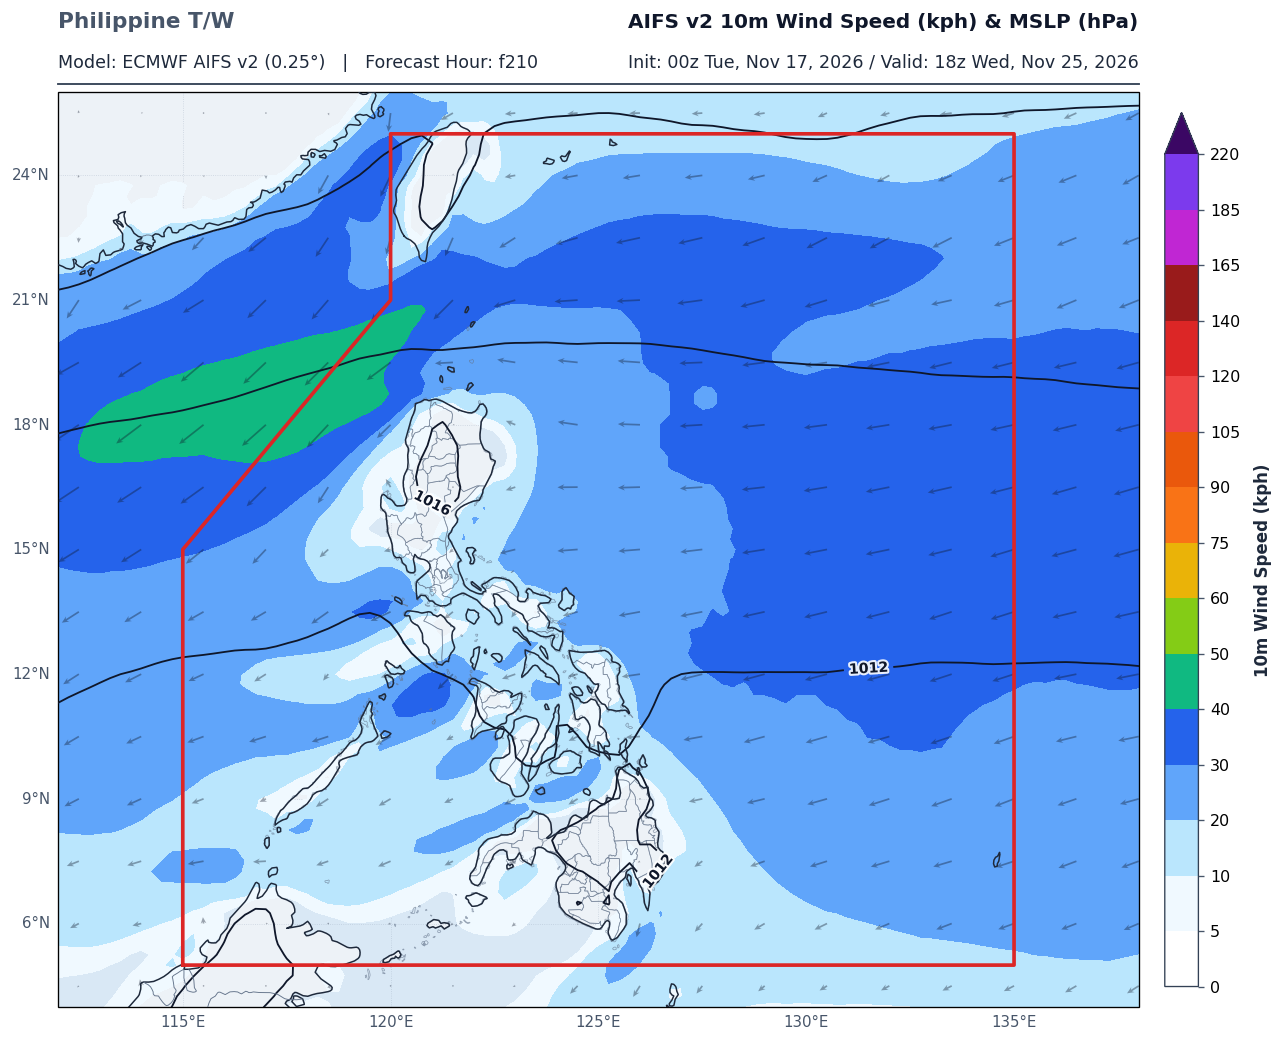 Philippine T/W
AIFS v2 10m Wind Speed (kph) & MSLP (hPa)
Model: ECMWF AIFS v2 (0.25°) | Forecast Hour: f210
Init: 00z Tue, Nov 17, 2026 / Valid: 18z Wed, Nov 25, 2026
24°N
21°N
18°N
15°N
12°N
9°N
6°N
1016
1012
1012
115°E
120°E
125°E
130°E
135°E
220
185
165
140
120
105
90
75
60
50
40
30
20
10
5
0
10m Wind Speed (kph)